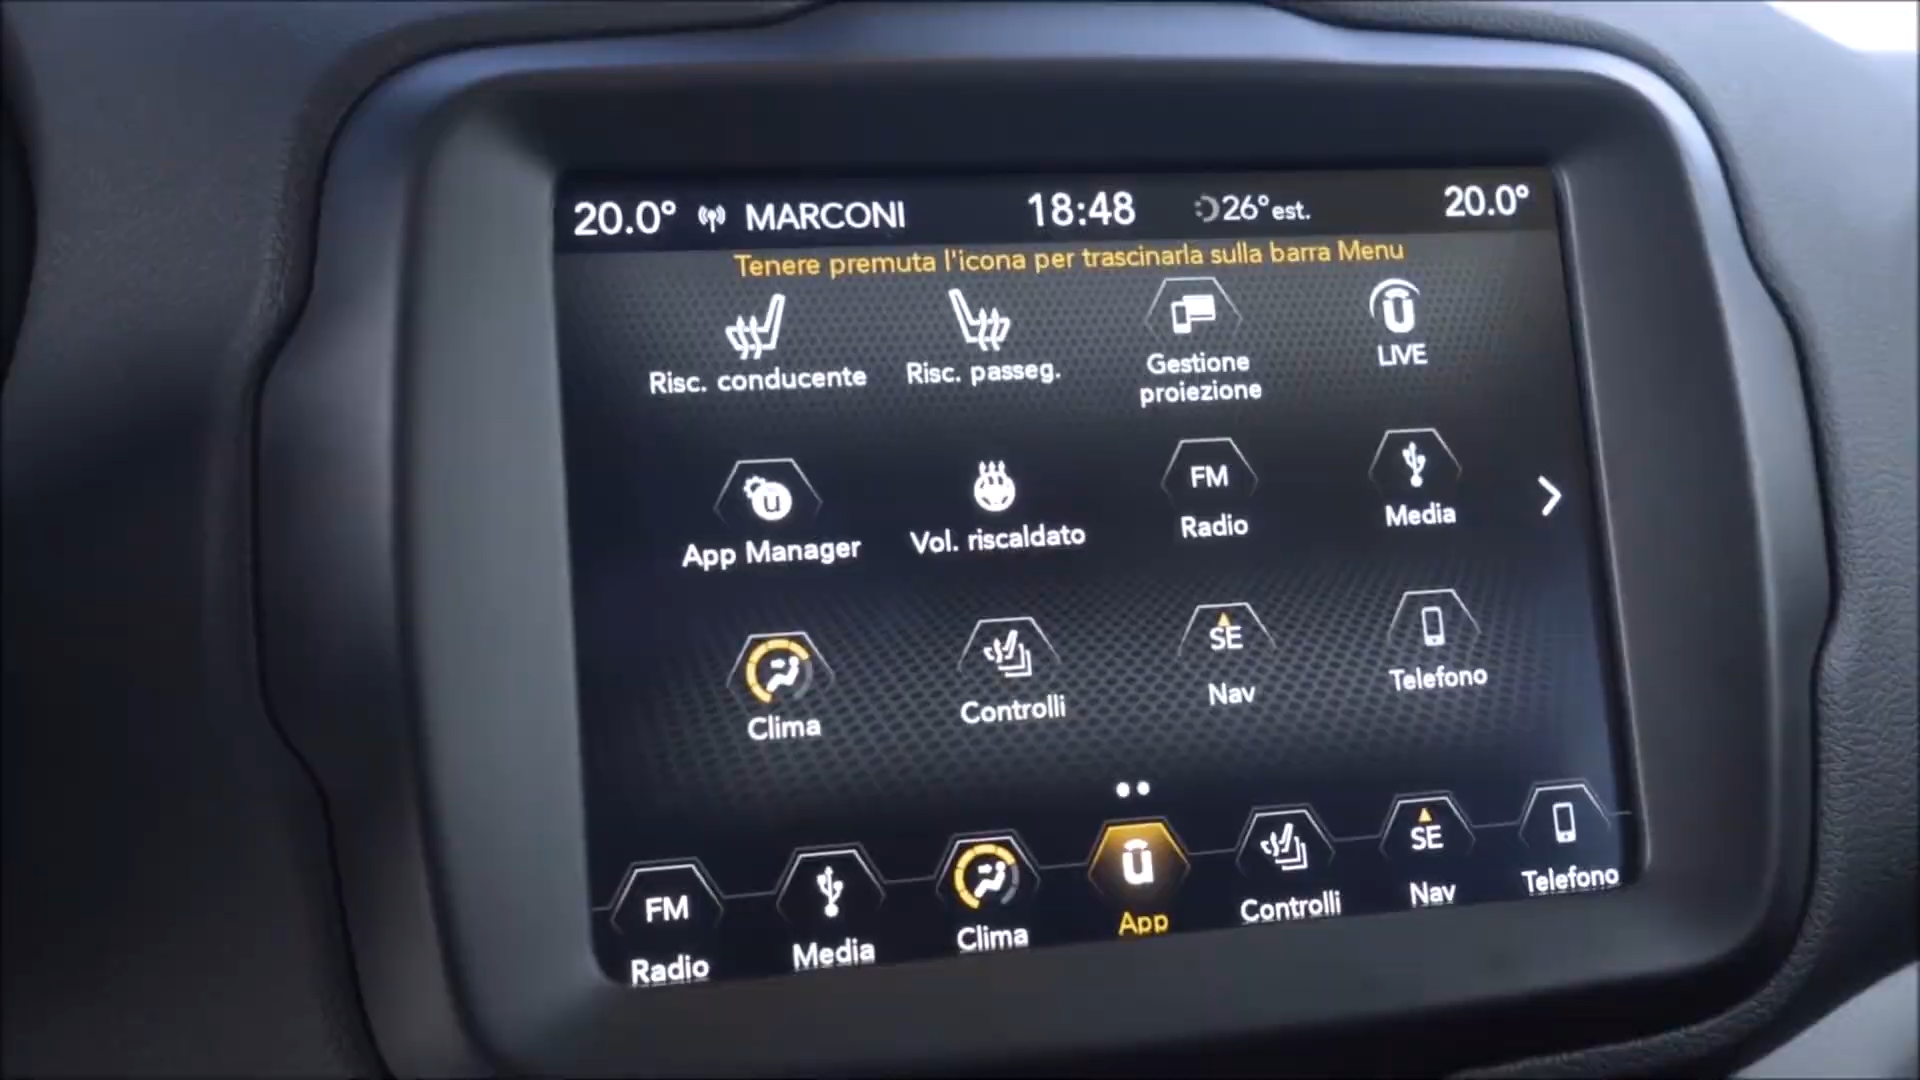 20.0° MARCONI 18:48 26° est. 20.0°
Tenere premuta l'icona per trascinarla sulla barra Menu
Risc. conducente
Risc. passeg.
Gestione
proiezione
LIVE
App Manager
Vol. riscaldato
FM
Radio
Media
Clima
Controlli
SE
Nav
Telefono
FM
Radio
Media
Clima
App
Controlli
SE
Nav
Telefono